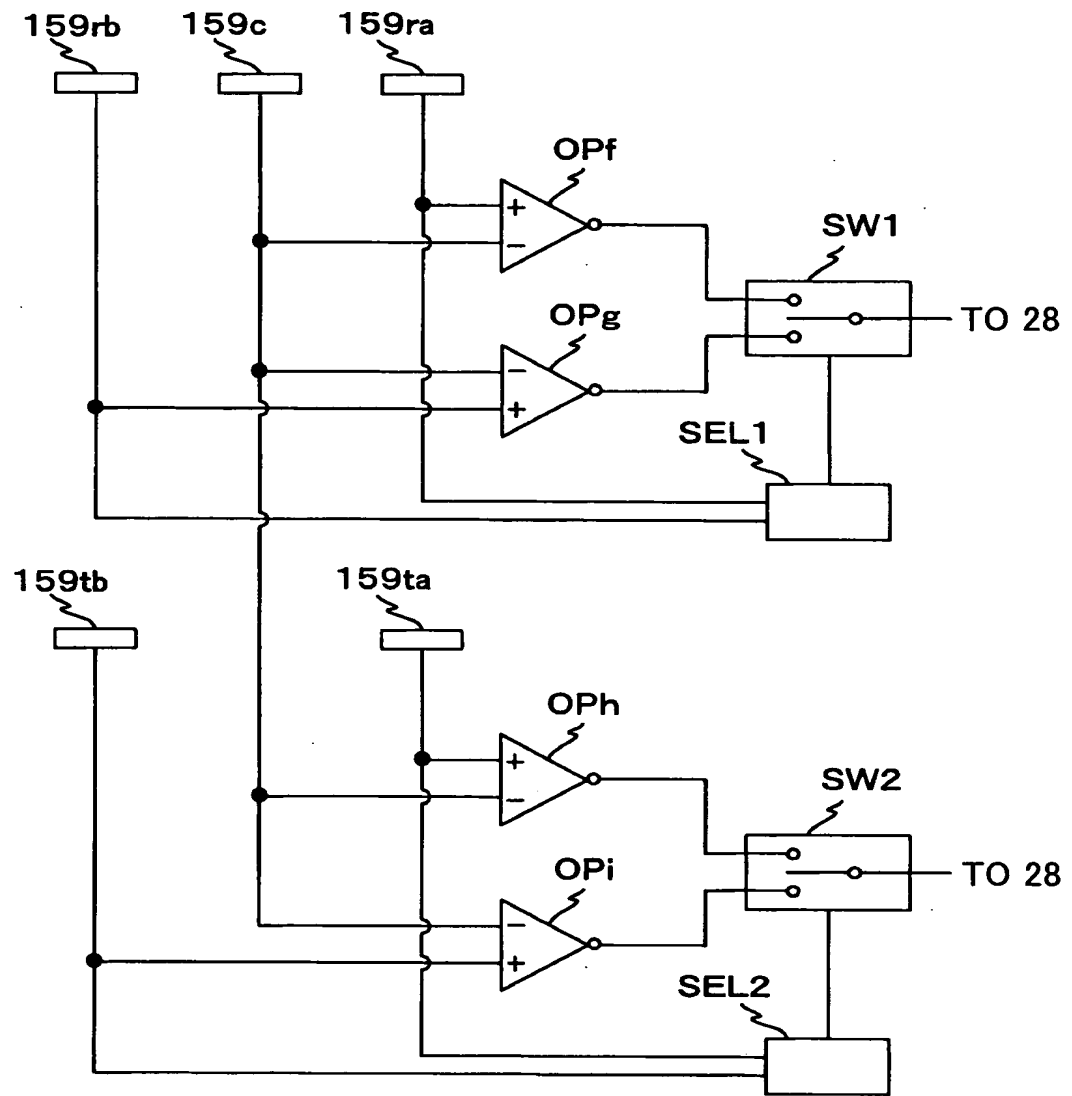 159rb 159c 159ra
OPf
+
−
SW1
TO 28
OPg
−
+
SEL1
159tb 159ta
OPh
+
−
SW2
TO 28
OPi
−
+
SEL2